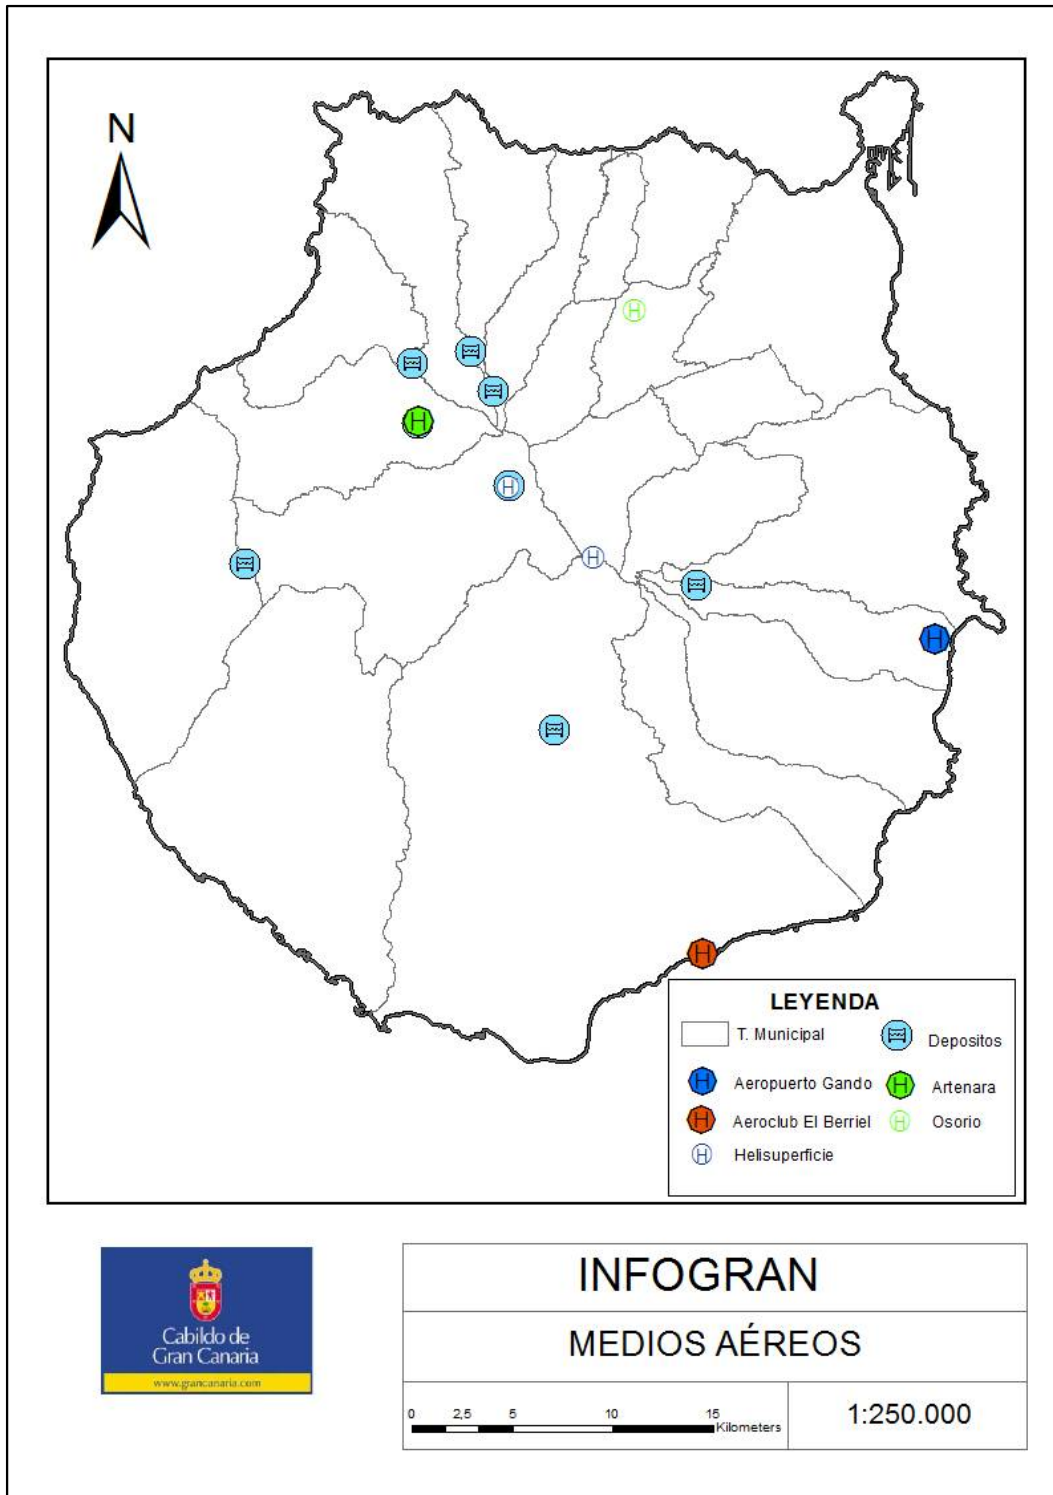 N
H
H
H
H
H
H
LEYENDA
T. Municipal
Depositos
H Aeropuerto Gando
H Artenara
H Aeroclub El Berriel
H Osorio
H Helisuperficie
Cabildo de
Gran Canaria
www.grancanaria.com
INFOGRAN
MEDIOS AÉREOS
0 2,5 5 10 15
Kilometers
1:250.000